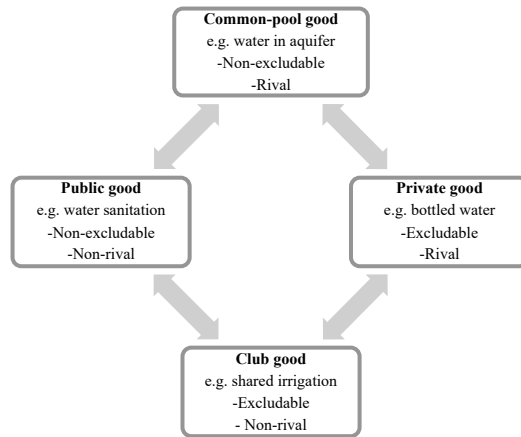 Common-pool good
e.g. water in aquifer
-Non-excludable
-Rival
Public good
e.g. water sanitation
-Non-excludable
-Non-rival
Private good
e.g. bottled water
-Excludable
-Rival
Club good
e.g. shared irrigation
-Excludable
- Non-rival